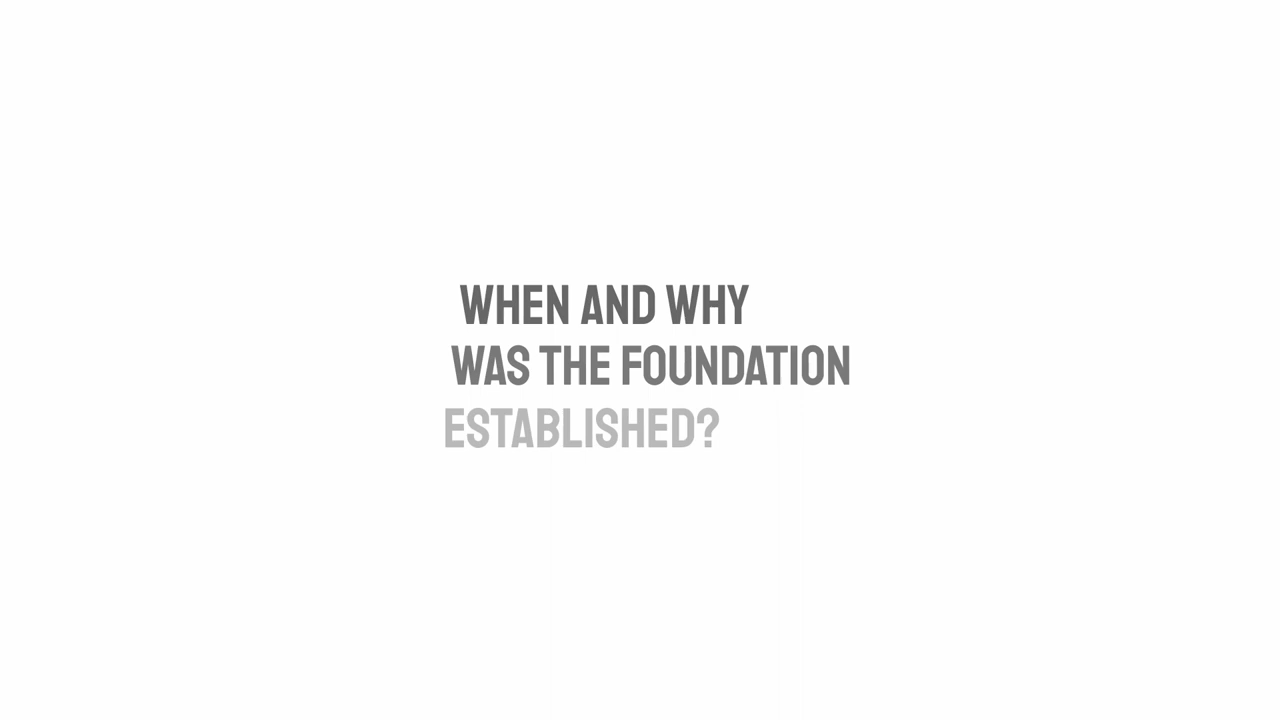 WHEN AND WHY
WAS THE FOUNDATION
ESTABLISHED?